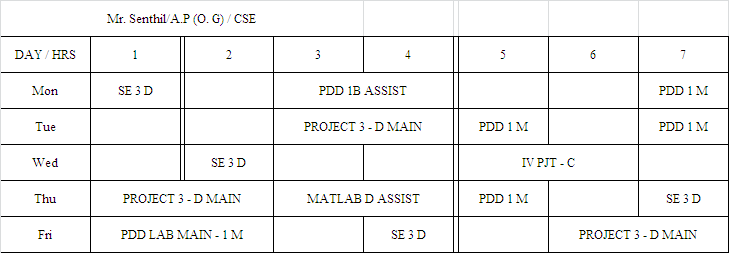 Mr. Senthil/A.P (O. G) / CSE
DAY / HRS 1 2 3 4 5 6 7
Mon SE 3 D PDD 1B ASSIST PDD 1 M
Tue PROJECT 3 - D MAIN PDD 1 M PDD 1 M
Wed SE 3 D IV PJT - C
Thu PROJECT 3 - D MAIN MATLAB D ASSIST PDD 1 M SE 3 D
Fri PDD LAB MAIN - 1 M SE 3 D PROJECT 3 - D MAIN